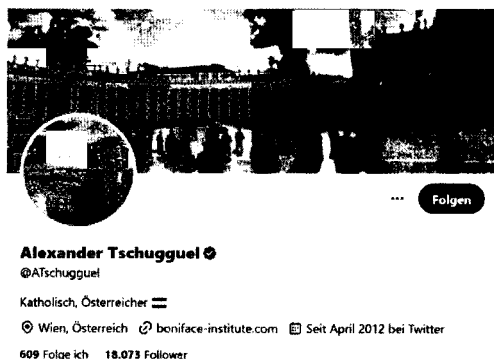 Folgen
Alexander Tschugguel
@ATschugguel
Katholisch, Österreicher
Wien, Österreich boniface-institute.com Seit April 2012 bei Twitter
609 Folge ich 18.073 Follower